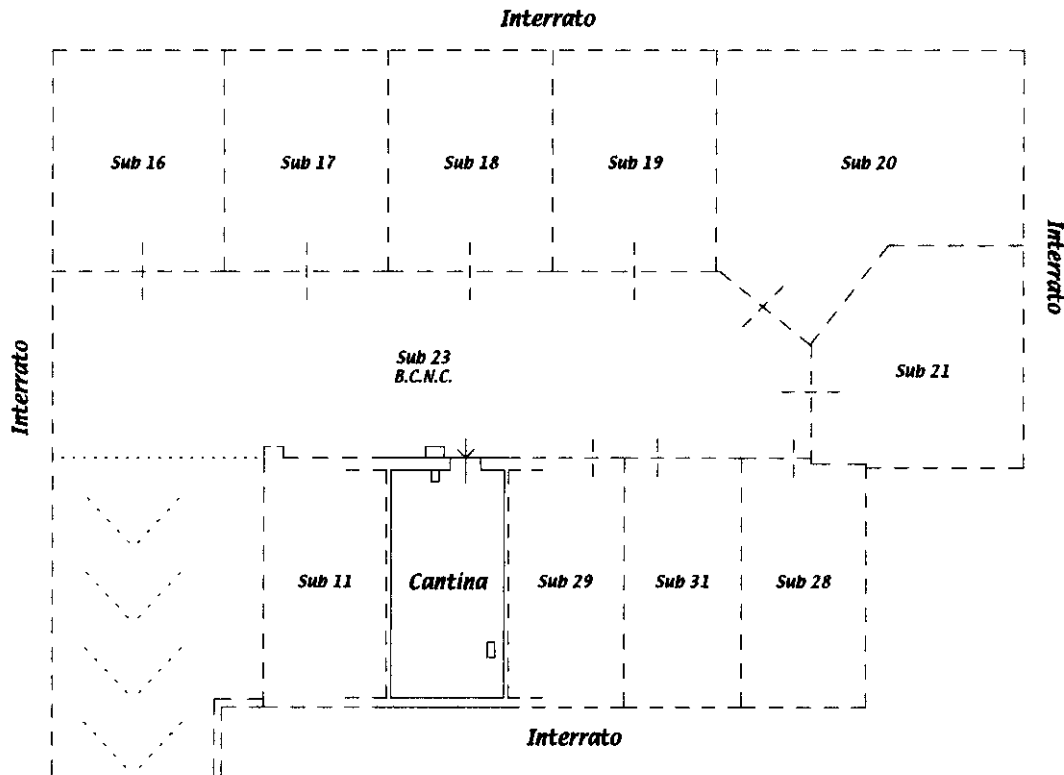 Interrato
Sub 16
Sub 17
Sub 18
Sub 19
Sub 20
Interrato
Interrato
Sub 23
B.C.N.C.
Sub 21
Sub 11
Cantina
Sub 29
Sub 31
Sub 28
Interrato